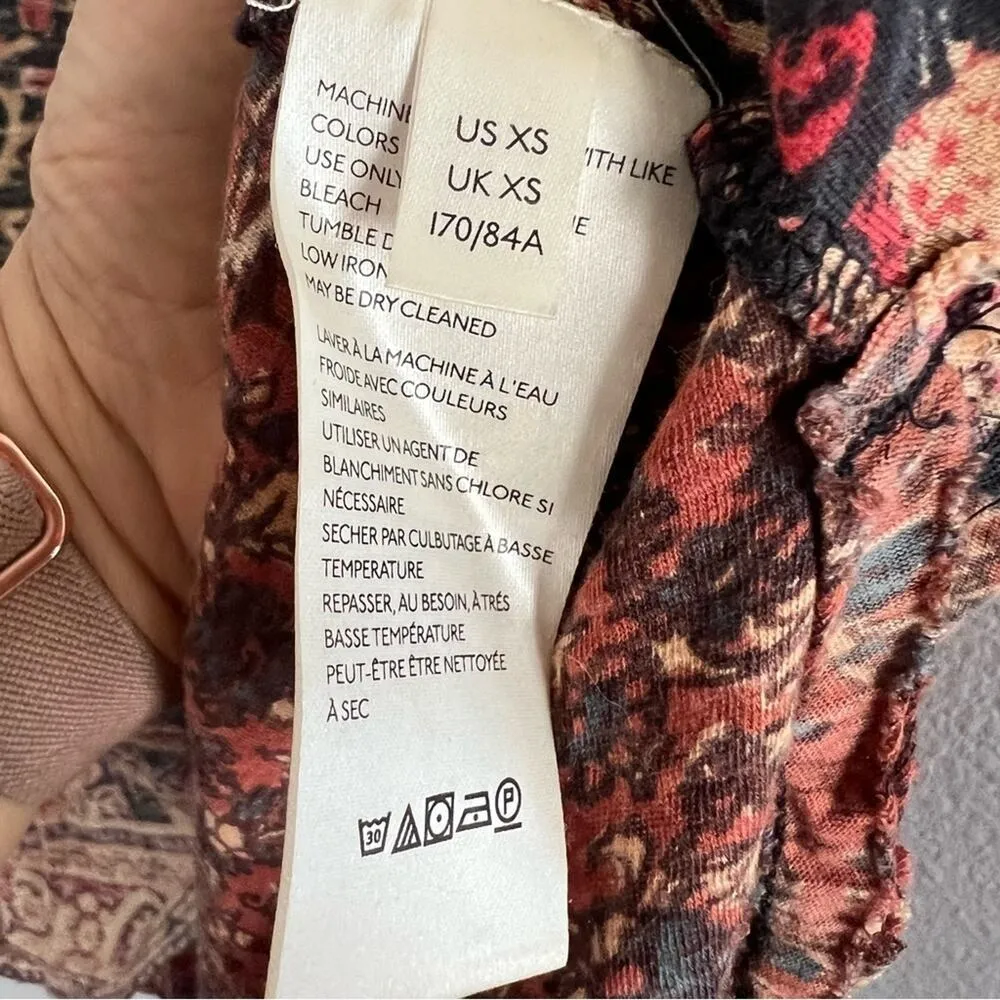 US XS
UK XS
170/84A
MACHINE
COLORS
WITH LIKE
USE ONLY
BLEACH
TUMBLE
LOW IRON
MAY BE DRY CLEANED
LAVER À LA MACHINE À L'EAU
FROIDE AVEC COULEURS
SIMILAIRES
UTILISER UN AGENT DE
BLANCHIMENT SANS CHLORE SI
NÉCESSAIRE
SECHER PAR CULBUTAGE À BASSE
TEMPERATURE
REPASSER, AU BESOIN, À TRÉS
BASSE TEMPÉRATURE
PEUT-ÊTRE ÊTRE NETTOYÉE
À SEC
30
P